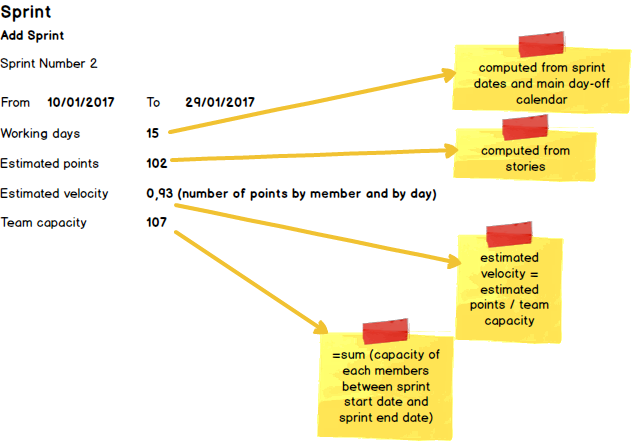 Sprint
Add Sprint
Sprint Number 2
From 10/01/2017 To 29/01/2017
Working days 15
Estimated points 102
Estimated velocity 0,93 (number of points by member and by day)
Team capacity 107
computed from sprint
dates and main day-off
calendar
computed from
stories
estimated
velocity =
estimated
points / team
capacity
=sum (capacity of
each members
between sprint
start date and
sprint end date)